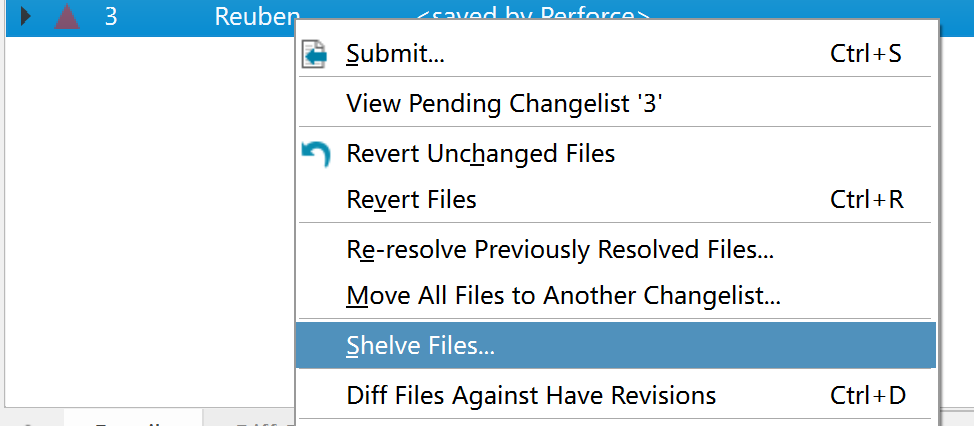 3 Reuben <saved by Perforce>
Submit... Ctrl+S
View Pending Changelist '3'
Revert Unchanged Files
Revert Files Ctrl+R
Re-resolve Previously Resolved Files...
Move All Files to Another Changelist...
Shelve Files...
Diff Files Against Have Revisions Ctrl+D